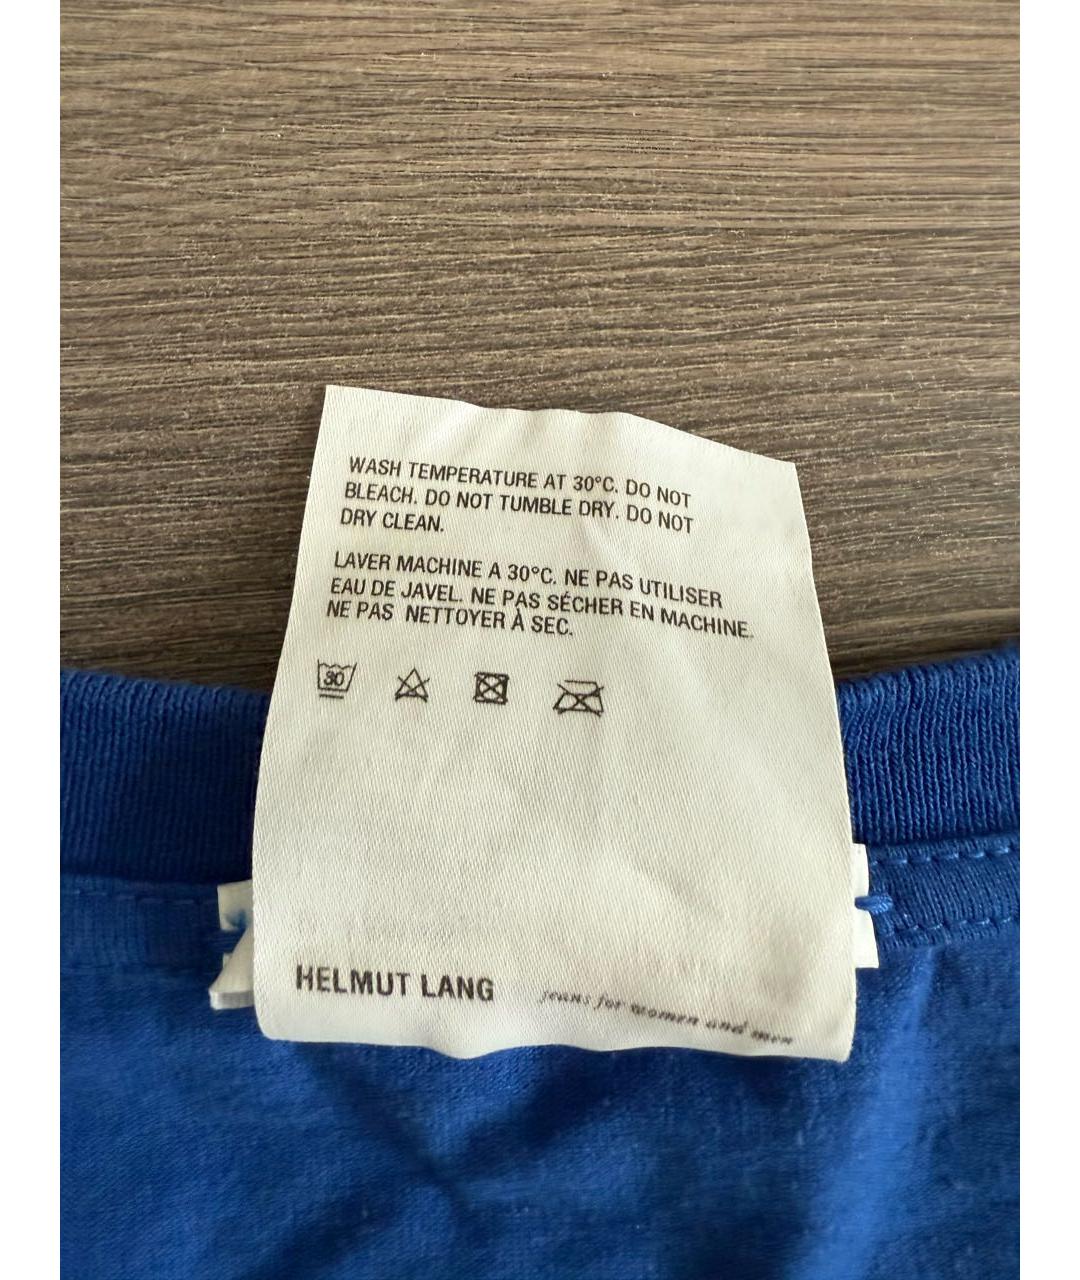 WASH TEMPERATURE AT 30°C. DO NOT
BLEACH. DO NOT TUMBLE DRY. DO NOT
DRY CLEAN.
LAVER MACHINE A 30°C. NE PAS UTILISER
EAU DE JAVEL. NE PAS SÉCHER EN MACHINE.
NE PAS NETTOYER À SEC.
30
HELMUT LANG jeans for women and men